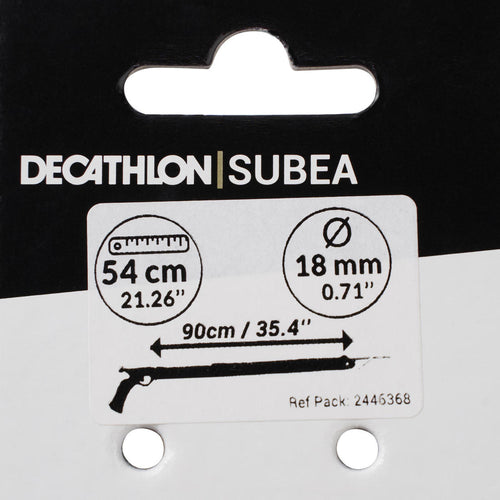 DECATHLON | SUBEA
54 cm
21.26"
Ø
18 mm
0.71"
90cm / 35.4"
Ref Pack: 2446368